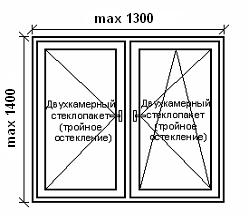 max 1300
max 1400
Двухкамерный
стеклопакет
(тройное
остекление)
Двухкамерный
стеклопакет
(тройное
остекление)